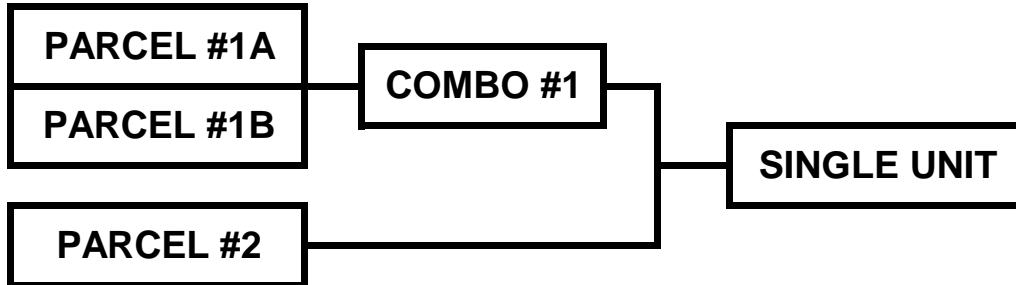 PARCEL #1A
PARCEL #1B
COMBO #1
PARCEL #2
SINGLE UNIT